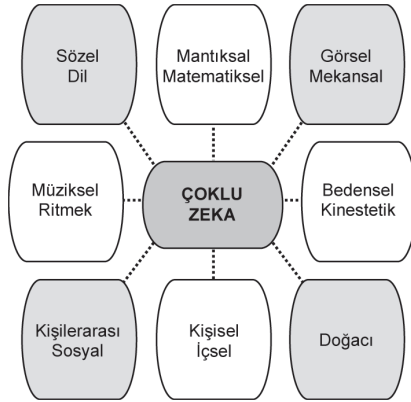 Sözel
Dil
Mantıksal
Matematiksel
Görsel
Mekansal
Müziksel
Ritmek
ÇOKLU
ZEKA
Bedensel
Kinestetik
Kişilerarası
Sosyal
Kişisel
İçsel
Doğacı